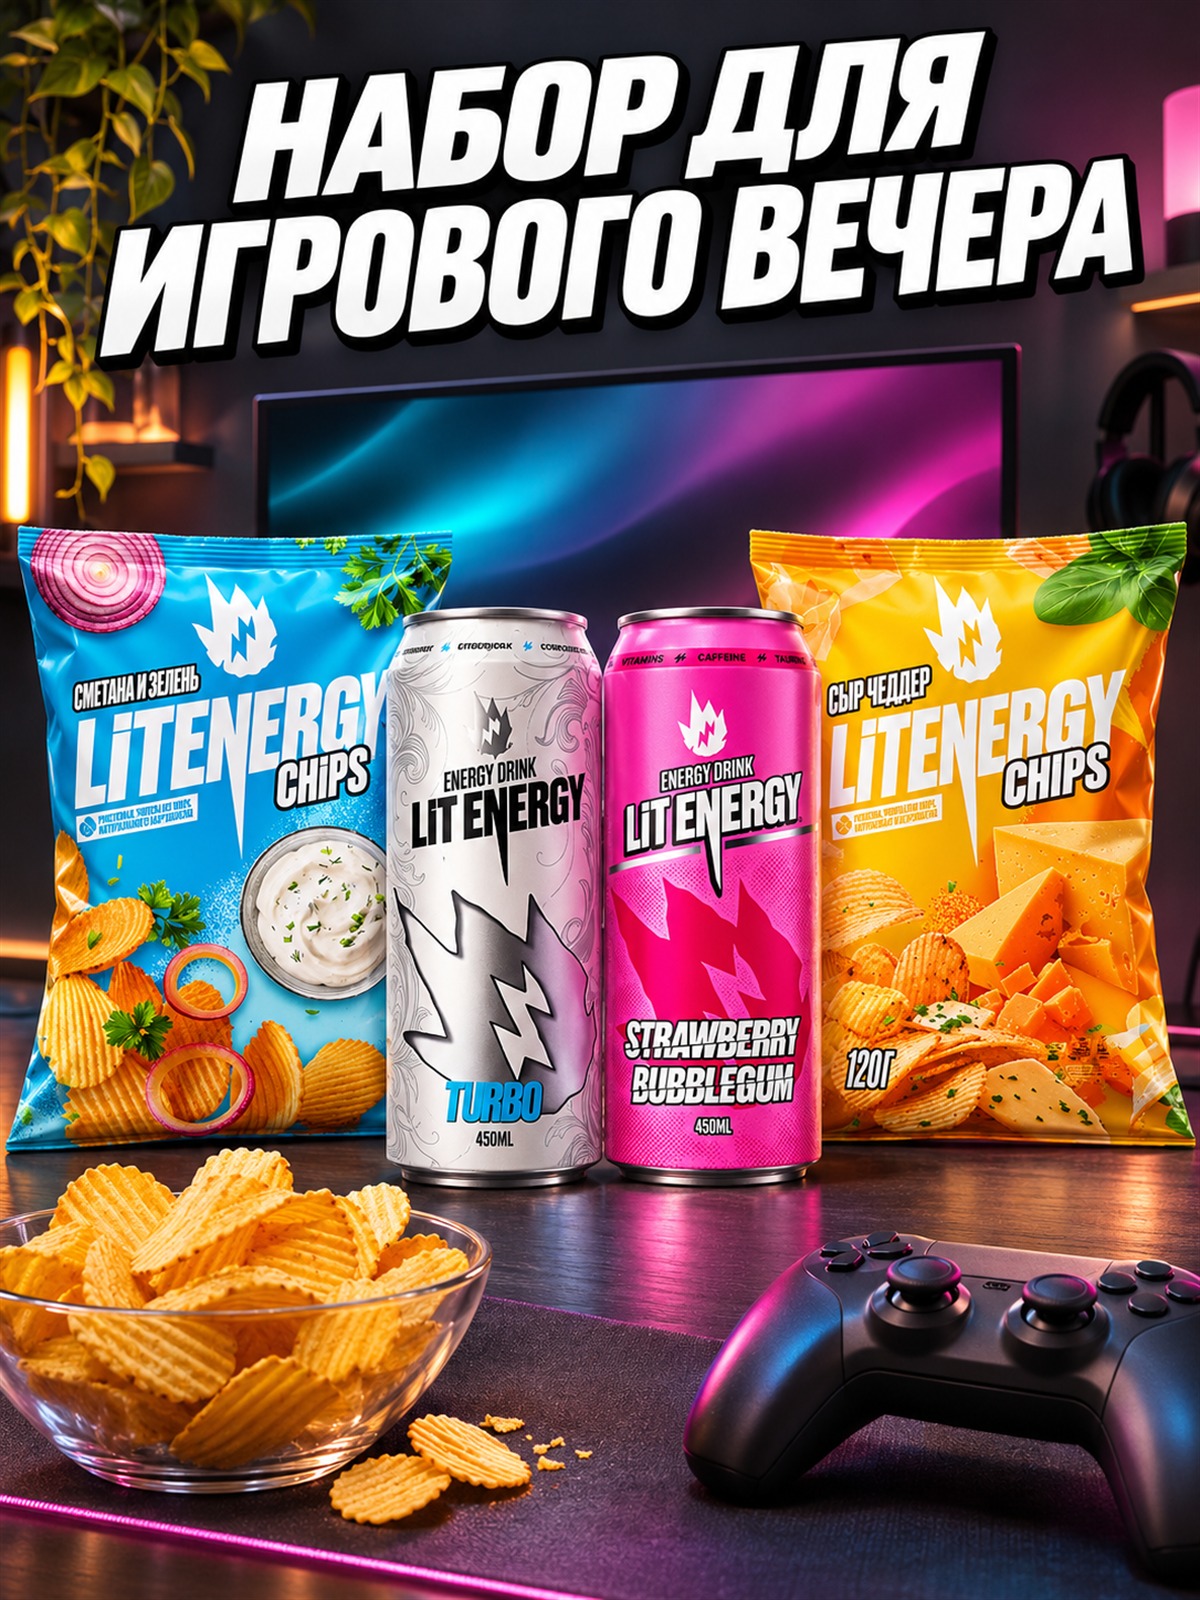 НАБОР ДЛЯ
ИГРОВОГО ВЕЧЕРА
СМЕТАНА И ЗЕЛЕНЬ
LiTENERGY
CHiPS
ENERGY DRINK
LiT ENERGY
TURBO
450ML
VITAMINS CAFFEINE
ENERGY DRINK
LiT ENERGY
STRAWBERRY
BUBBLEGUM
450ML
СЫР ЧЕДДЕР
LiTENERGY
CHIPS
120Г